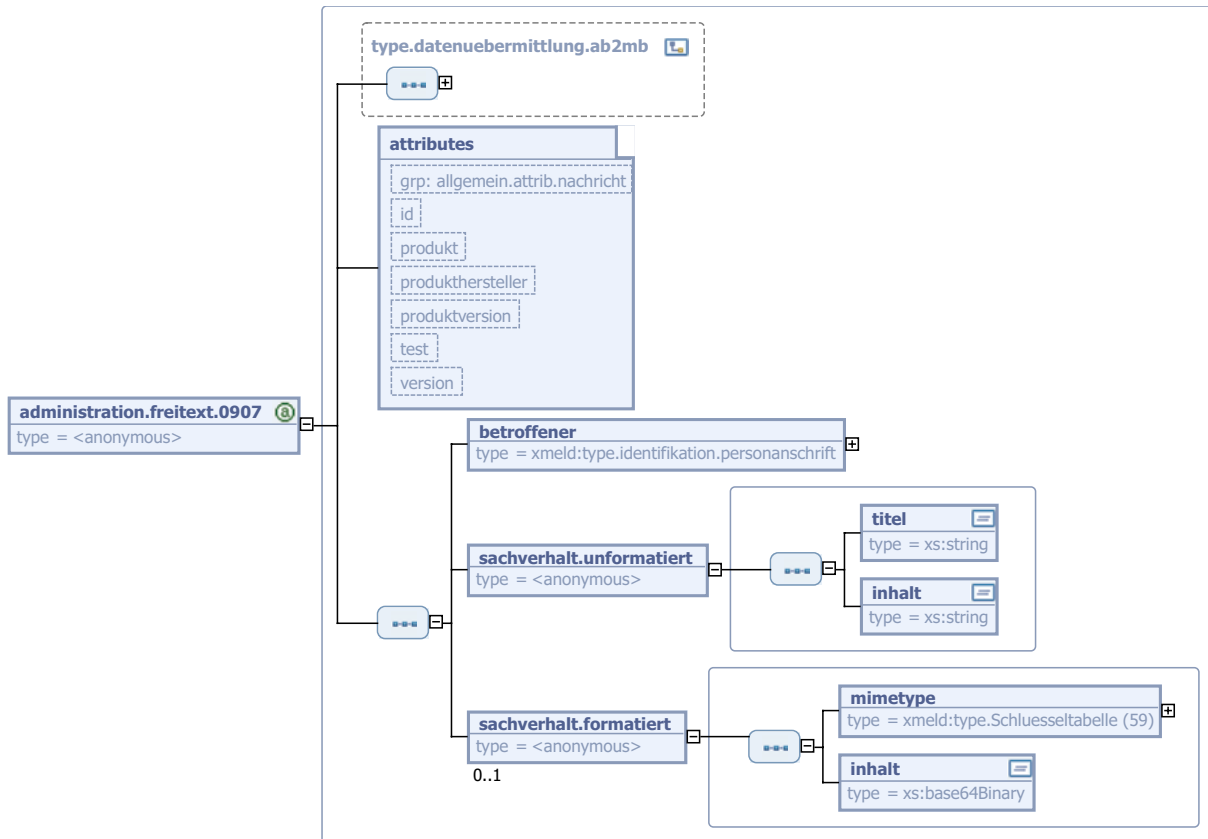 type.datenuebermittlung.ab2mb
attributes
grp: allgemein.attrib.nachricht
id
produkt
produkthersteller
produktversion
test
version
administration.freitext.0907
type = <anonymous>
betroffener
type = xmeld:type.identifikation.personanschrift
sachverhalt.unformatiert
type = <anonymous>
titel
type = xs:string
inhalt
type = xs:string
sachverhalt.formatiert
type = <anonymous>
0..1
mimetype
type = xmeld:type.Schluesseltabelle (59)
inhalt
type = xs:base64Binary